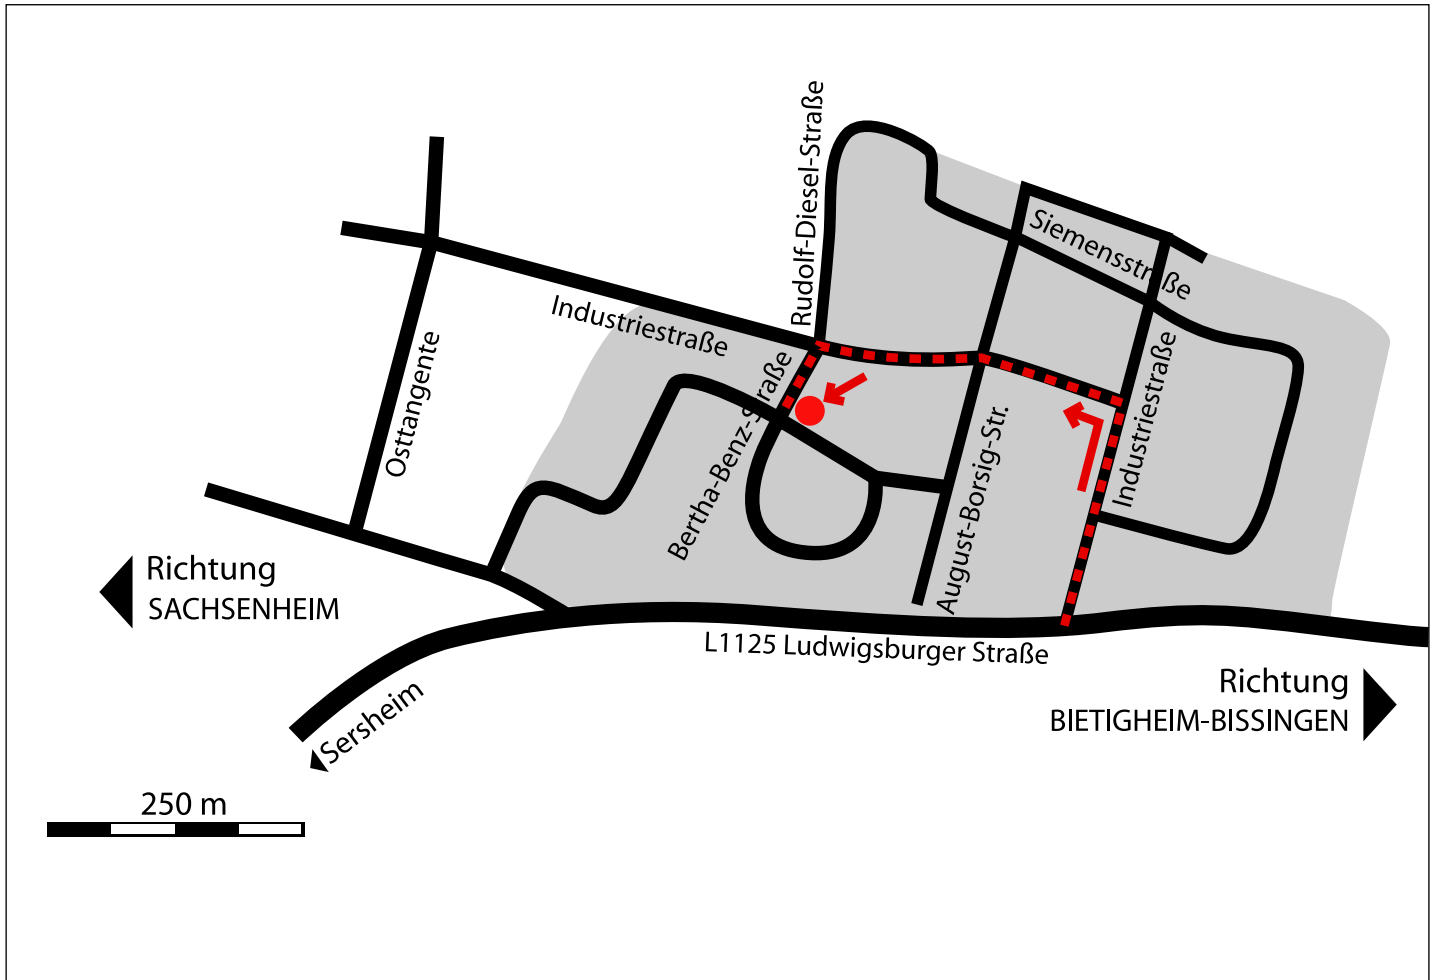 Rudolf-Diesel-Straße
Siemensstraße
Industriestraße
Osttangente
Bertha-Benz-Straße
August-Borsig-Str.
Industriestraße
Richtung
SACHSENHEIM
L1125 Ludwigsburger Straße
Richtung
BIETIGHEIM-BISSINGEN
Sersheim
250 m